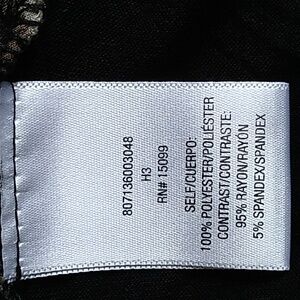 807136003048
H3
RN# 15099
SELF/CUERPO:
100% POLYESTER/POLIÉSTER
CONTRAST/CONTRASTE:
95% RAYON/RAYÓN
5% SPANDEX/SPANDEX